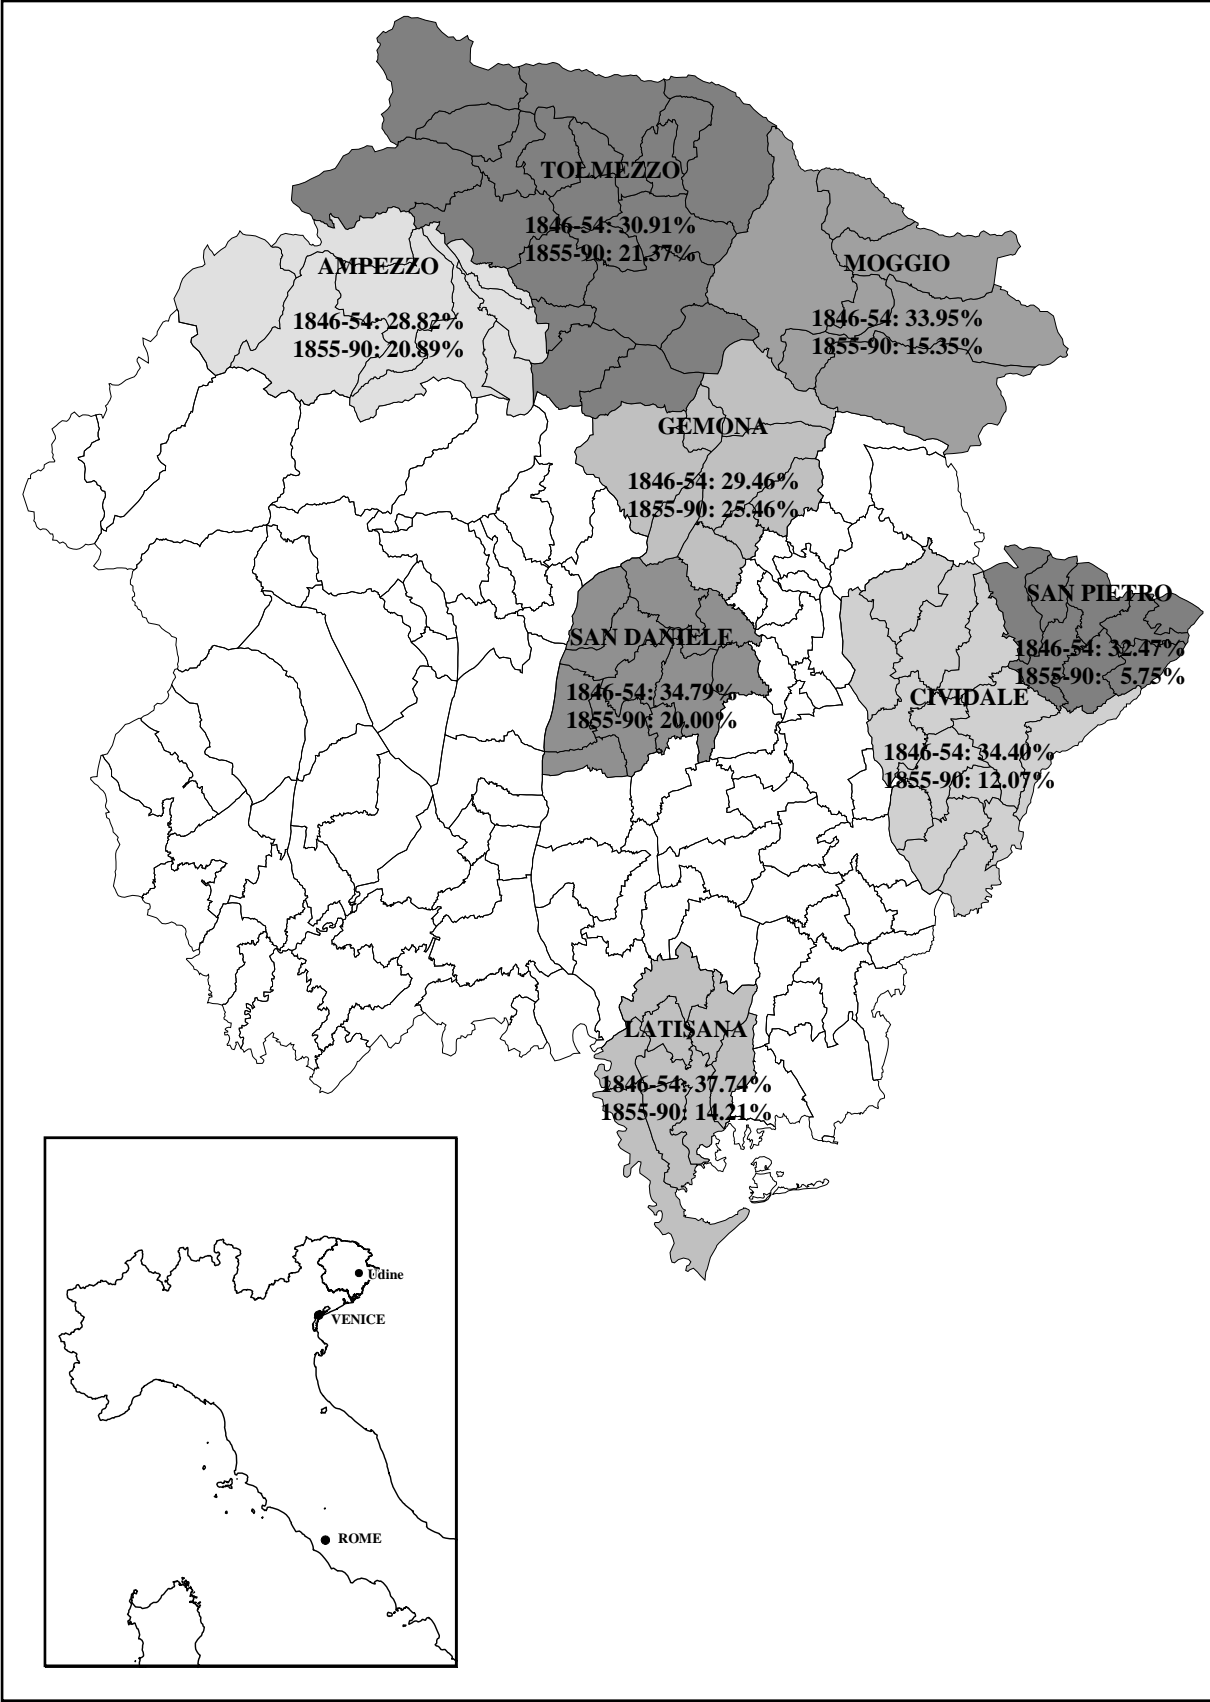 TOLMEZZO
1846-54: 30.91%
1855-90: 21.37%
AMPEZZO
1846-54: 28.82%
1855-90: 20.89%
MOGGIO
1846-54: 33.95%
1855-90: 15.35%
GEMONA
1846-54: 29.46%
1855-90: 25.46%
SAN PIETRO
1846-54: 32.47%
1855-90: 5.75%
SAN DANIELE
1846-54: 34.79%
1855-90: 20.00%
CIVIDALE
1846-54: 34.40%
1855-90: 12.07%
LATISANA
1846-54: 37.74%
1855-90: 14.21%
Udine
VENICE
ROME